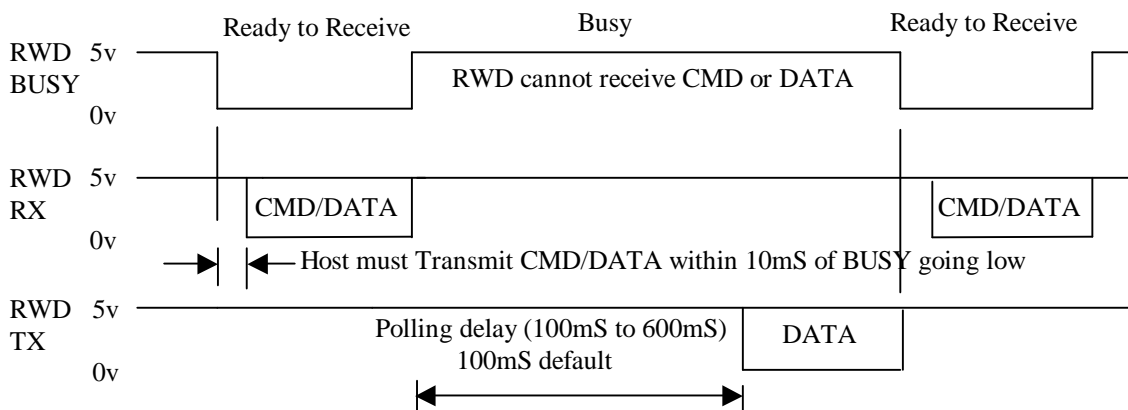 Ready to Receive
Busy
Ready to Receive
RWD 5v
BUSY
RWD cannot receive CMD or DATA
0v
RWD 5v
RX
CMD/DATA
CMD/DATA
0v
Host must Transmit CMD/DATA within 10mS of BUSY going low
RWD 5v
TX
Polling delay (100mS to 600mS)
100mS default
DATA
0v